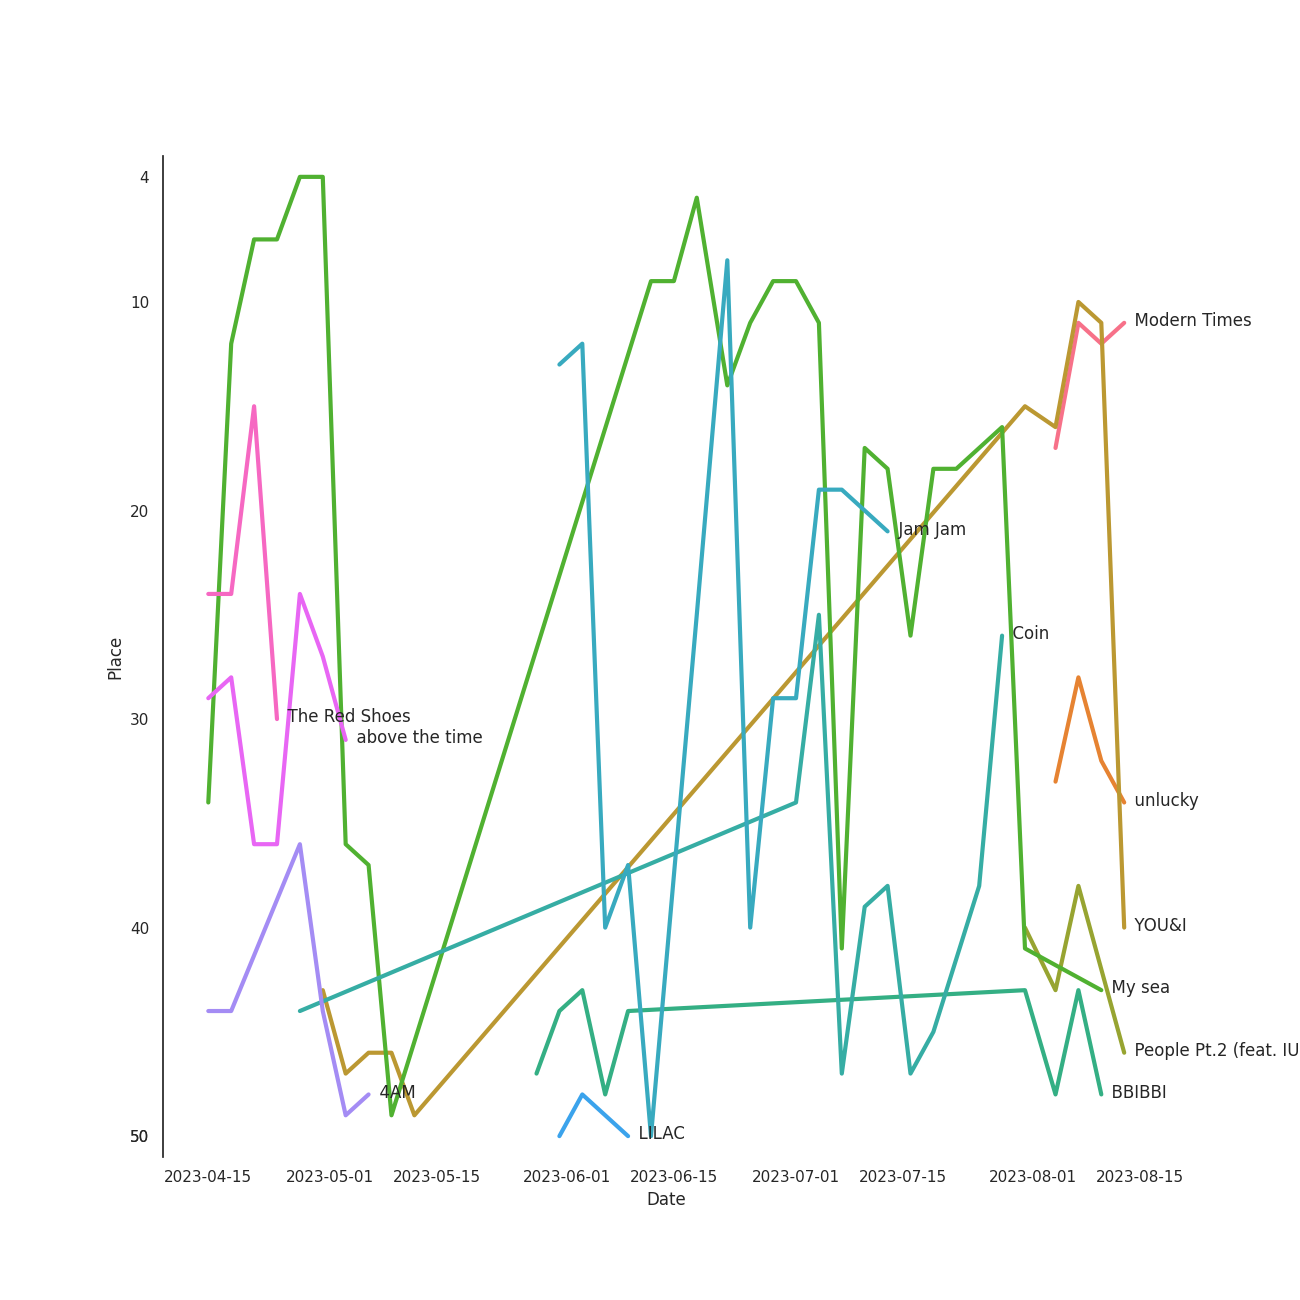 4
10
Modern Times
20
Jam Jam
Coin
Place
30
The Red Shoes
above the time
unlucky
40
YOU&I
My sea
People Pt.2 (feat. IU
4AM
BBIBBI
50
LILAC
2023-04-15 2023-05-01 2023-05-15 2023-06-01 2023-06-15 2023-07-01 2023-07-15 2023-08-01 2023-08-15
Date